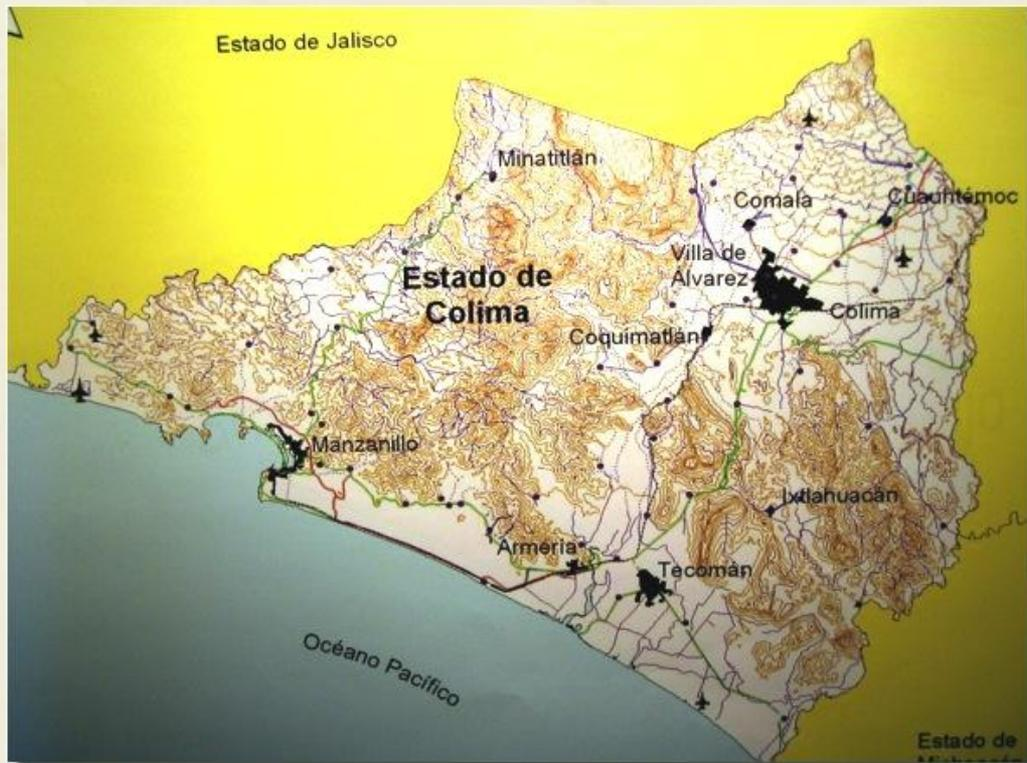 Estado de Jalisco
Minatitlán
Comala
Cuauhtémoc
Villa de
Álvarez
Estado de
Colima
Colima
Coquimatlán
Manzanillo
Ixtlahuacán
Armería
Tecomán
Océano Pacífico
Estado de
Michoacán